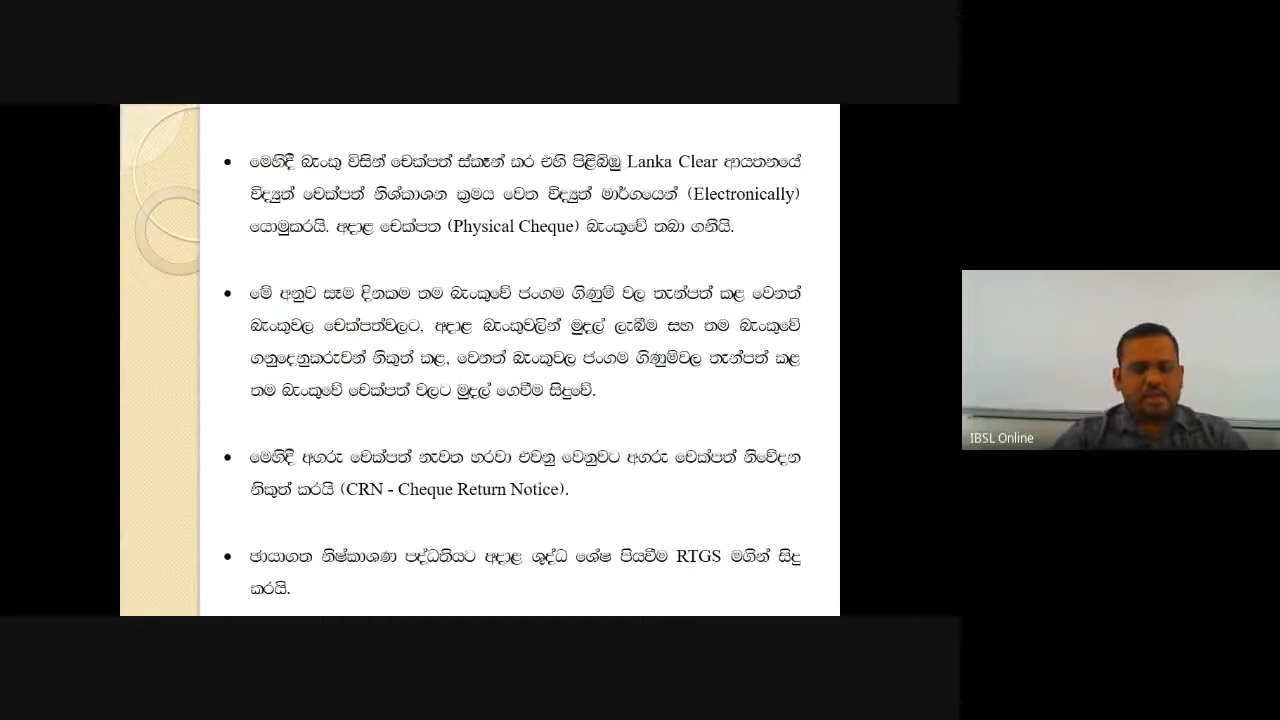 • මෙහිදී බැංකු විසින් චෙක්පත් ස්කෑන් කර එහි පිළිබිඹු Lanka Clear ආයතනයේ
විද්‍යුත් චෙක්පත් නිශ්කාශන ක්‍රමය වෙත විද්‍යුත් මාර්ගයෙන් (Electronically)
යොමුකරයි. අදාළ චෙක්පත (Physical Cheque) බැංකුවේ තබා ගනියි.
• මේ අනුව සෑම දිනකම තම බැංකුවේ ජංගම ගිණුම් වල තැන්පත් කළ වෙනත්
බැංකුවල චෙක්පත්වලට, අදාළ බැංකුවලින් මුදල් ලැබීම සහ තම බැංකුවේ
ගනුදෙනුකරුවන් නිකුත් කළ, වෙනත් බැංකුවල ජංගම ගිණුම්වල තැන්පත් කළ
තම බැංකුවේ චෙක්පත් වලට මුදල් ගෙවීම සිදුවේ.
• මෙහිදී අගරු චෙක්පත් නැවත හරවා එවනු වෙනුවට අගරු චෙක්පත් නිවේදන
නිකුත් කරයි (CRN - Cheque Return Notice).
• ඡායාගත නිෂ්කාශණ පද්ධතියට අදාළ ශුද්ධ ශේෂ පියවීම RTGS මගින් සිදු
කරයි.
IBSL Online